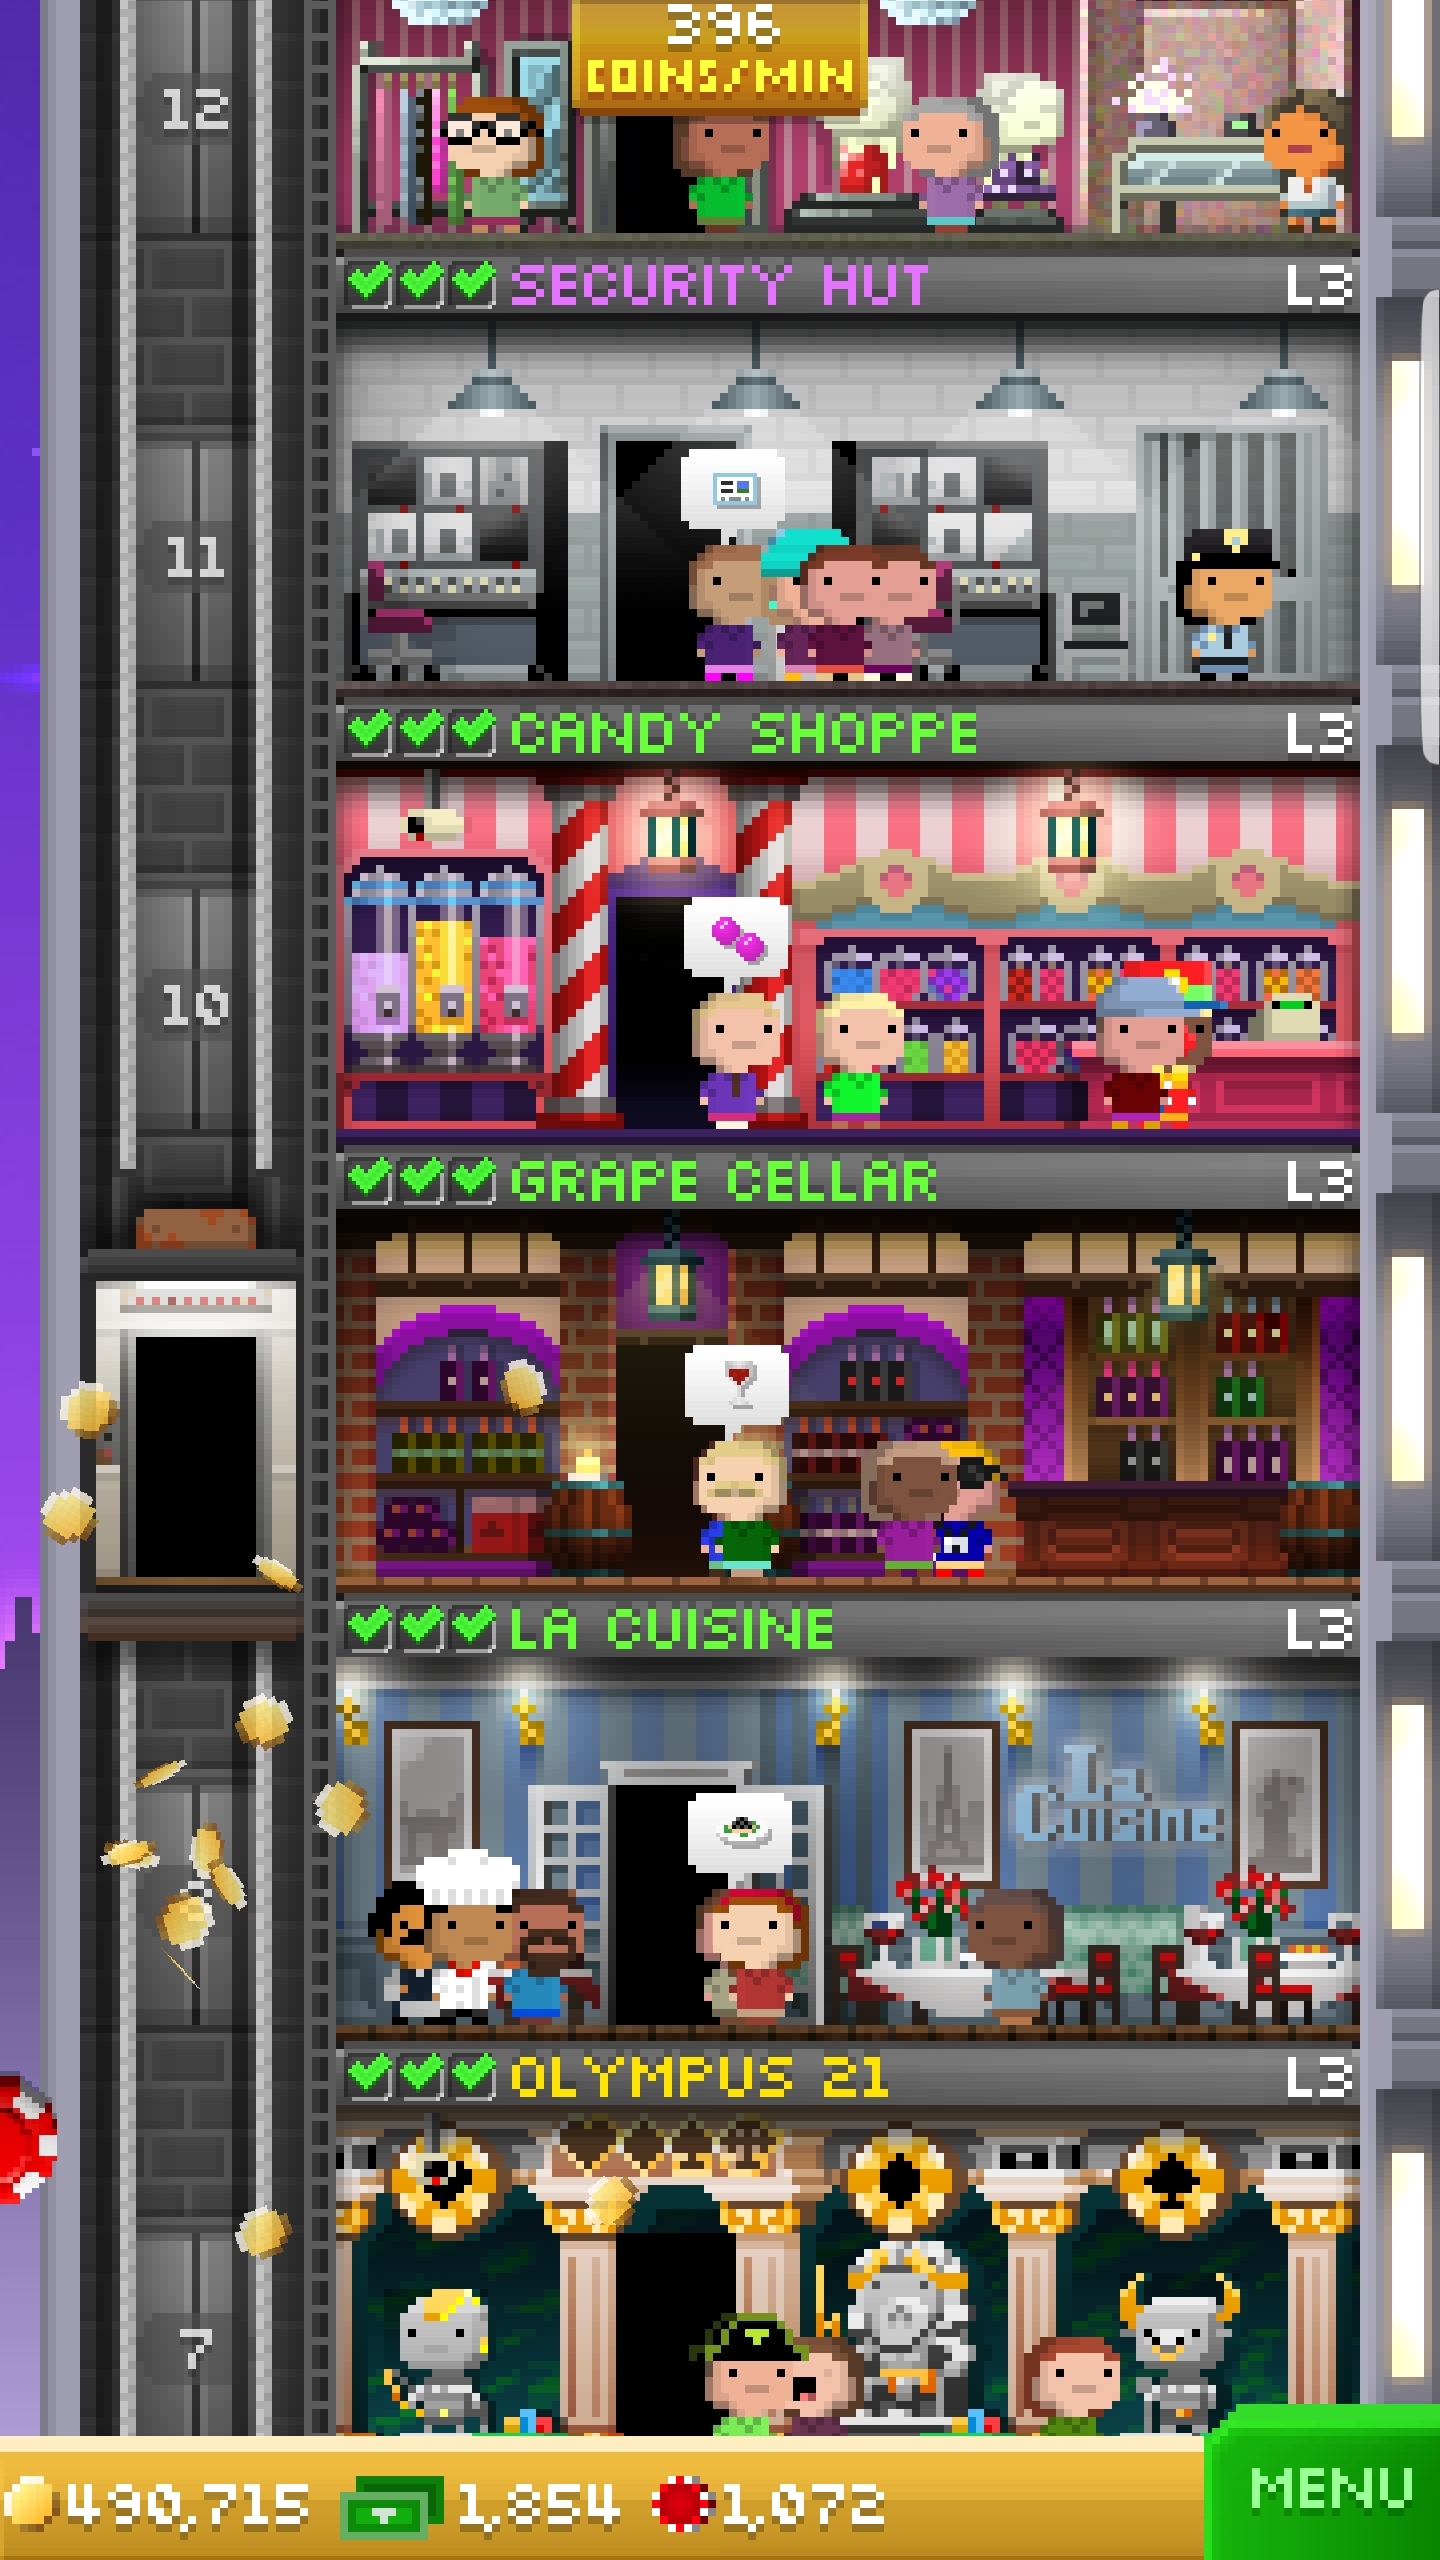 396
COINS/MIN
12
SECURITY HUT L3
11
CANDY SHOPPE L3
10
GRAPE CELLAR L3
LA CUISINE L3
La
Cuisine
OLYMPUS 21 L3
7
490,715 1,854 1,072
MENU